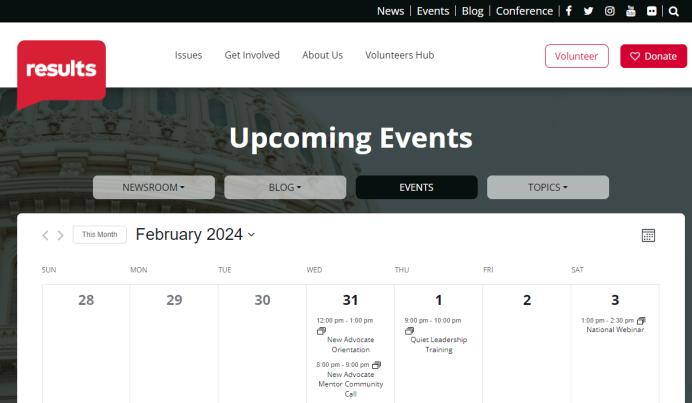 News | Events | Blog | Conference
results
Issues Get Involved About Us Volunteers Hub
Volunteer
Donate
Upcoming Events
NEWSROOM BLOG EVENTS TOPICS
This Month
February 2024
SUN MON TUE WED THU FRI SAT
28 29 30 31 1 2 3
12:00 pm - 1:00 pm
New Advocate
Orientation
8:00 pm - 9:00 pm
New Advocate
Mentor Community
Call
9:00 pm - 10:00 pm
Quiet Leadership
Training
1:00 pm - 2:30 pm
National Webinar